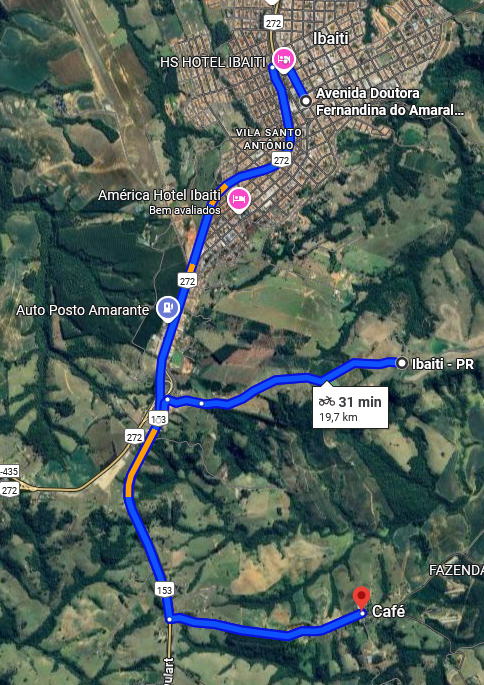 272
Ibaiti
HS HOTEL IBAITI
Avenida Doutora
Fernandina do Amaral...
VILA SANTO
ANTÔNIO
272
América Hotel Ibaiti
Bem avaliados
272
Auto Posto Amarante
Ibaiti - PR
31 min
19,7 km
153
272
-435
272
FAZENDA
153
Café
ulart